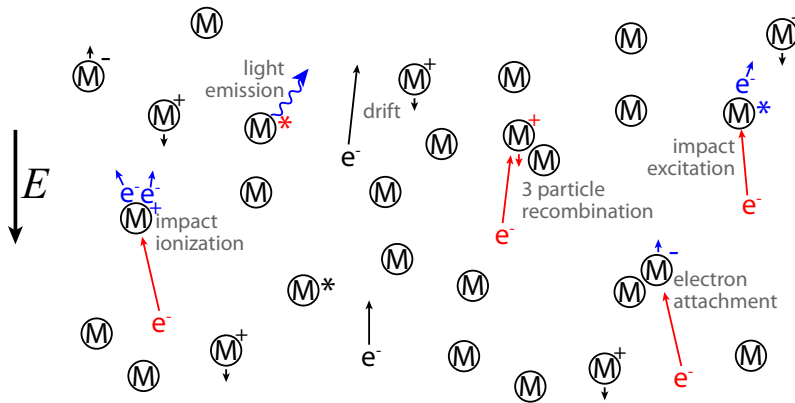 M
M
M
M⁺
M⁻
light
emission
M
M⁺
M
e⁻
M⁺
M*
drift
M
M*
M⁺
impact
excitation
M
e⁻
M
E
e⁻ e⁻
M
M
3 particle
recombination
e⁻
M⁺
impact
ionization
e⁻
M
M⁻
electron
attachment
M
M*
M
e⁻
M
M⁺
e⁻
M
M
M⁺
e⁻
M
M